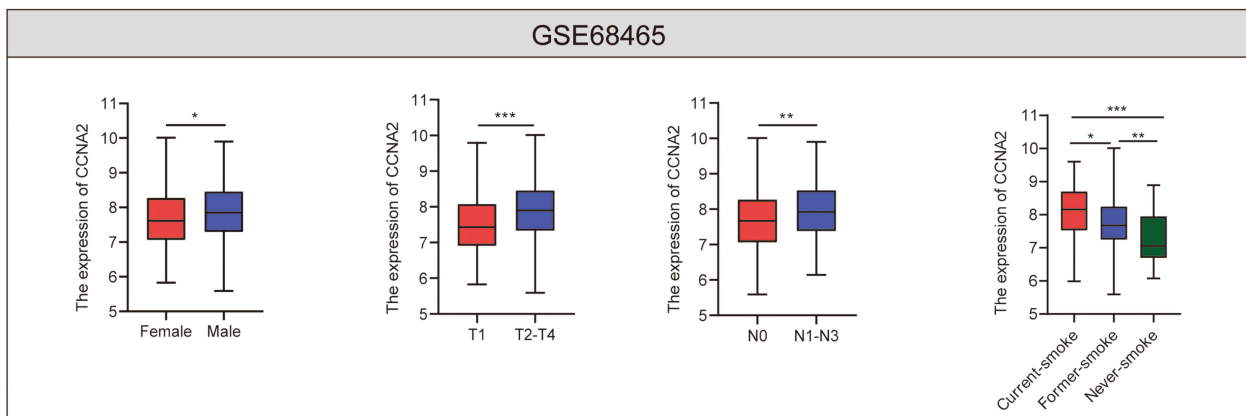 GSE68465
The expression of CCNA2
11
10
9
8
7
6
5
*
Female
Male
The expression of CCNA2
11
10
9
8
7
6
5
***
T1
T2-T4
The expression of CCNA2
11
10
9
8
7
6
5
**
N0
N1-N3
The expression of CCNA2
11
10
9
8
7
6
5
***
*
**
Current-smoke
Former-smoke
Never-smoke